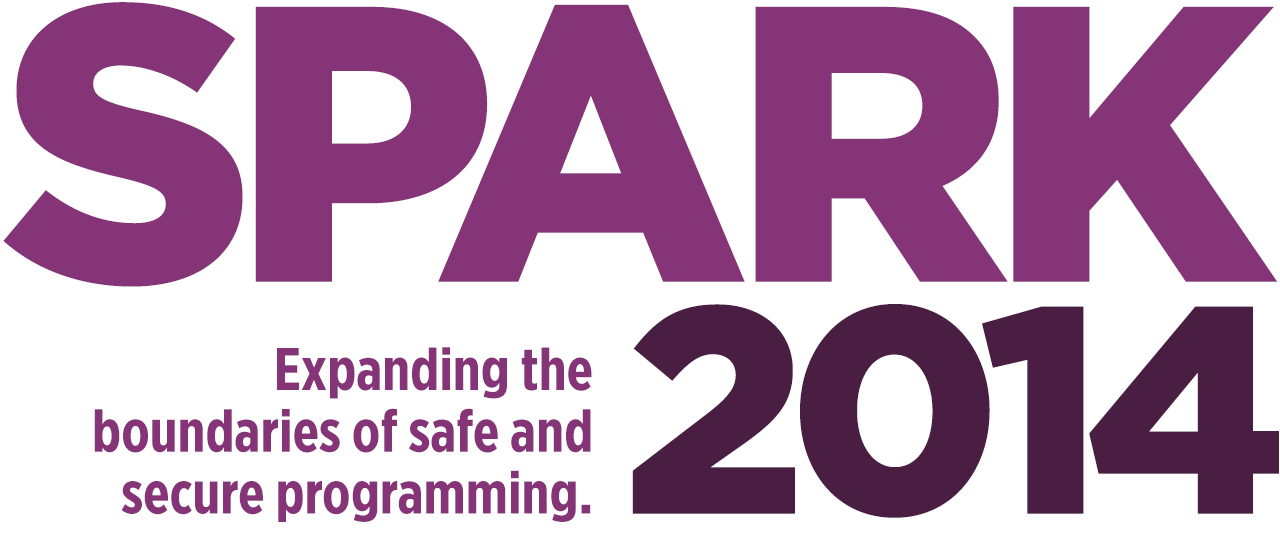 SPARK
2014
Expanding the
boundaries of safe and
secure programming.